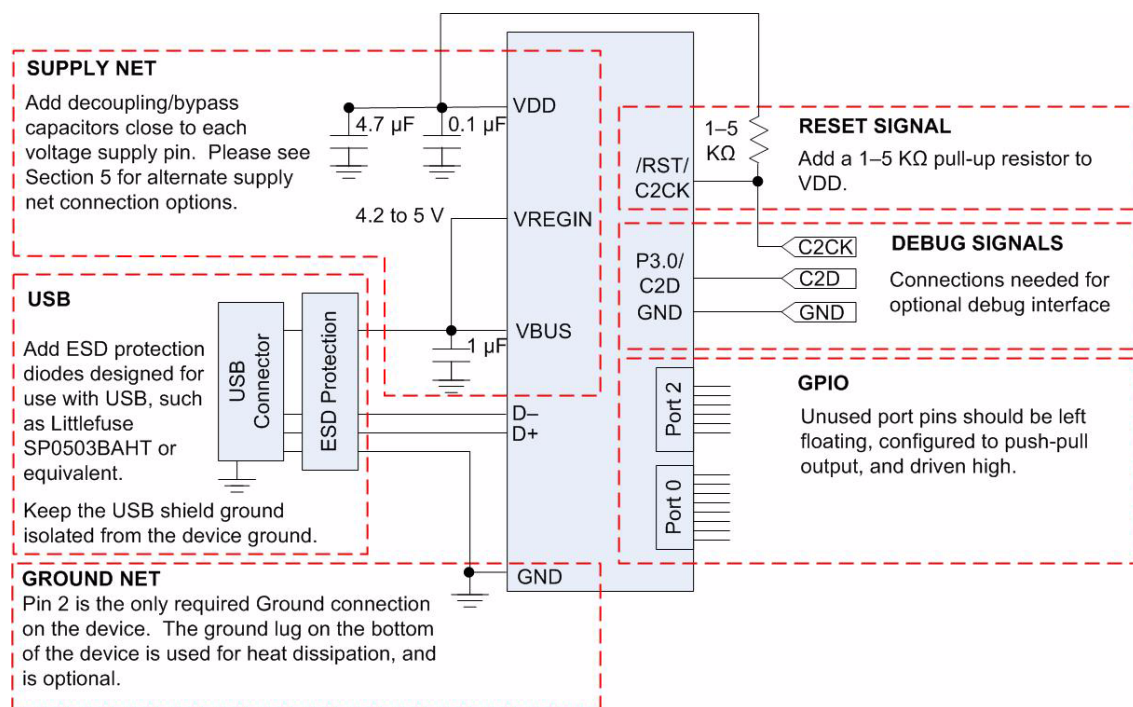 SUPPLY NET
Add decoupling/bypass
capacitors close to each
voltage supply pin. Please see
Section 5 for alternate supply
net connection options.
4.7 µF
0.1 µF
VDD
4.2 to 5 V
VREGIN
VBUS
1 µF
USB
Add ESD protection
diodes designed for
use with USB, such
as Littlefuse
SP0503BAHT or
equivalent.
Keep the USB shield ground
isolated from the device ground.
USB
Connector
ESD Protection
D–
D+
GROUND NET
Pin 2 is the only required Ground connection
on the device. The ground lug on the bottom
of the device is used for heat dissipation, and
is optional.
GND
1–5
KΩ
RESET SIGNAL
Add a 1–5 KΩ pull-up resistor to
VDD.
/RST/
C2CK
P3.0/
C2D
GND
C2CK
C2D
GND
DEBUG SIGNALS
Connections needed for
optional debug interface
Port 2
Port 0
GPIO
Unused port pins should be left
floating, configured to push-pull
output, and driven high.